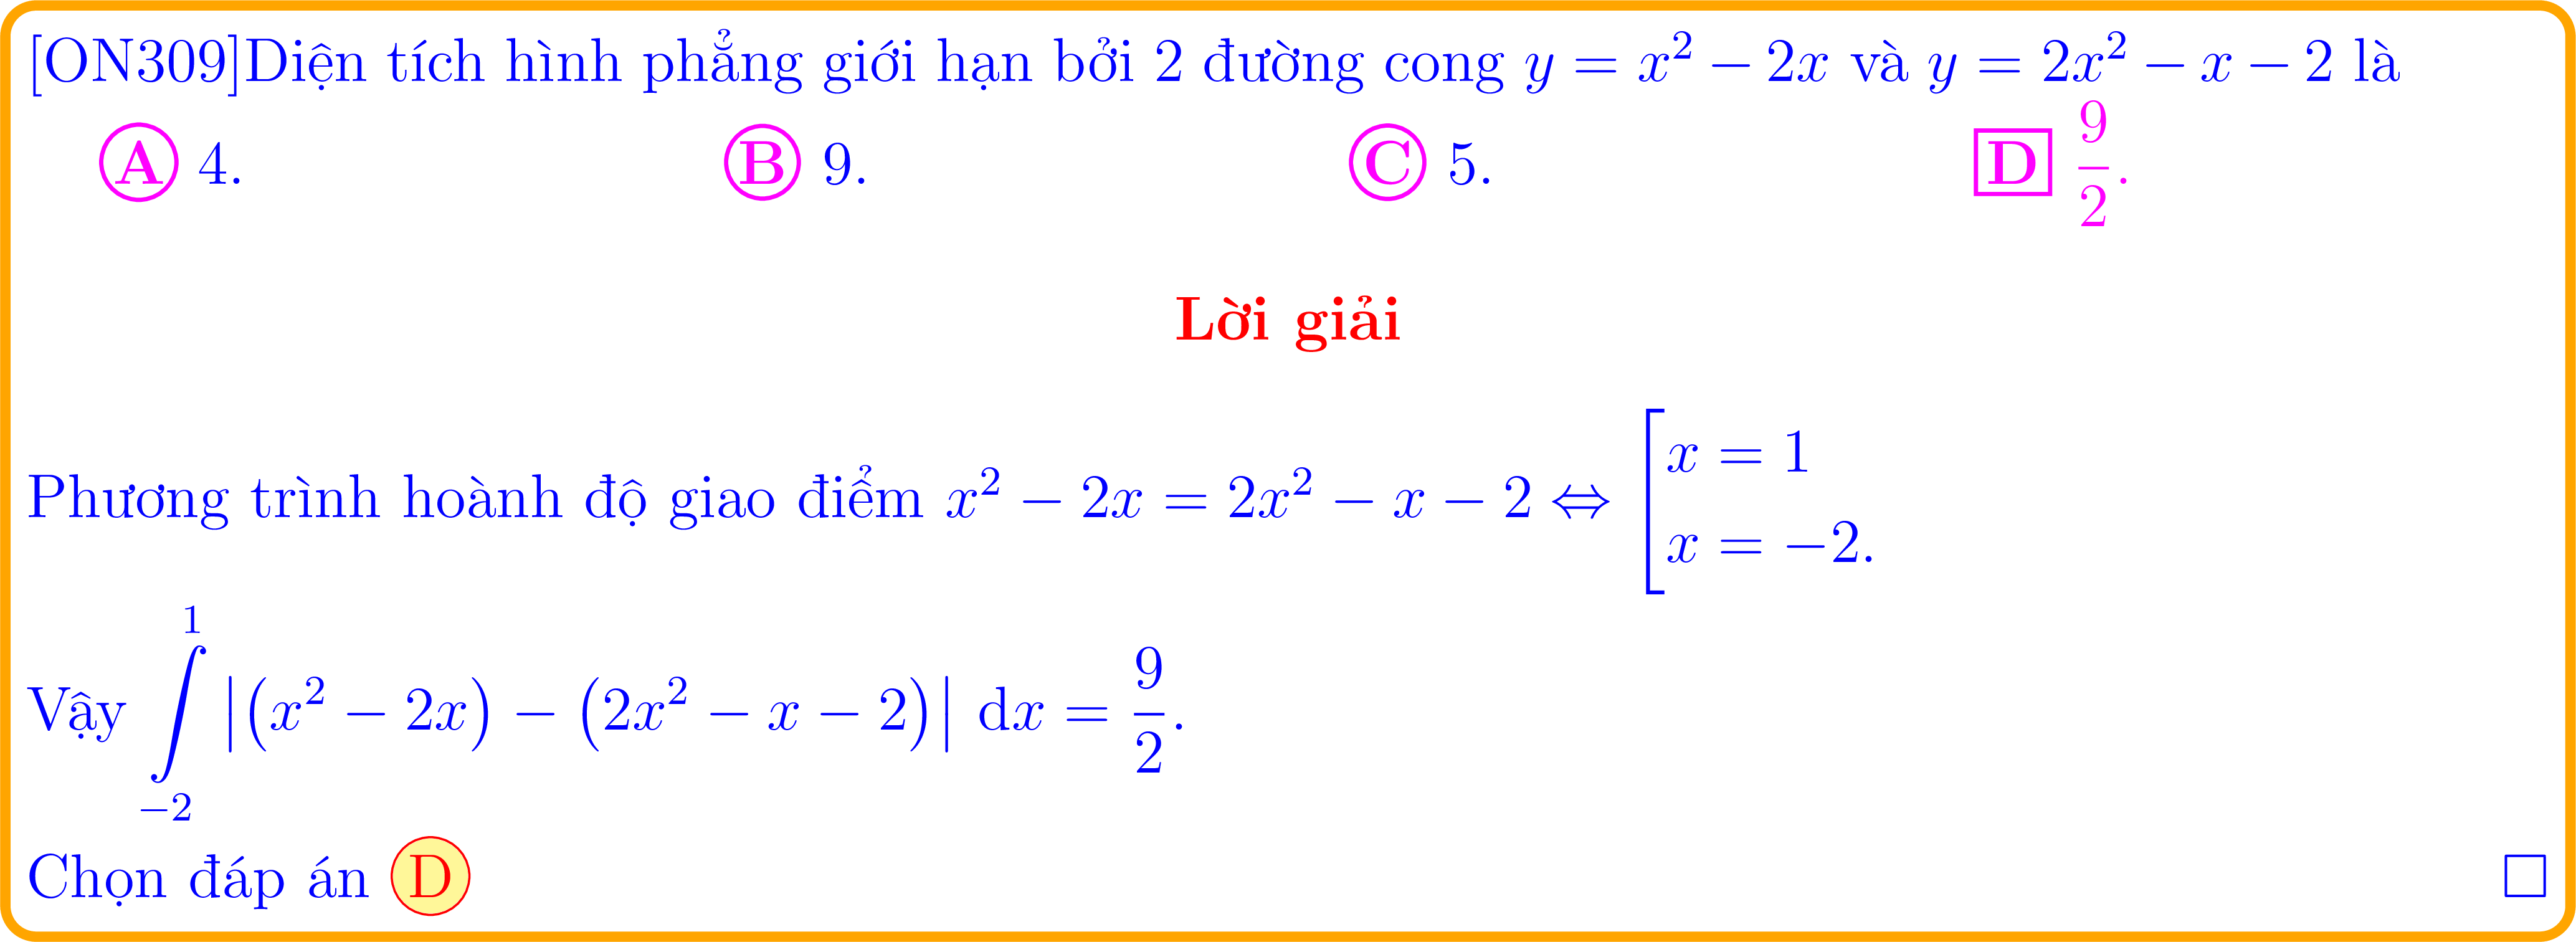 [ON309]Diện tích hình phẳng giới hạn bởi 2 đường cong $y = x^2 - 2x$ và $y = 2x^2 - x - 2$ là
A 4. B 9. C 5. D $\frac{9}{2}$.
Lời giải
Phương trình hoành độ giao điểm $x^2 - 2x = 2x^2 - x - 2 \Leftrightarrow \left[\begin{array}{l} x = 1 \\ x = -2. \end{array}\right.$
Vậy $\int\limits_{-2}^{1} \left|\left(x^2 - 2x\right) - \left(2x^2 - x - 2\right)\right| \mathrm{d}x = \frac{9}{2}.$
Chọn đáp án D □